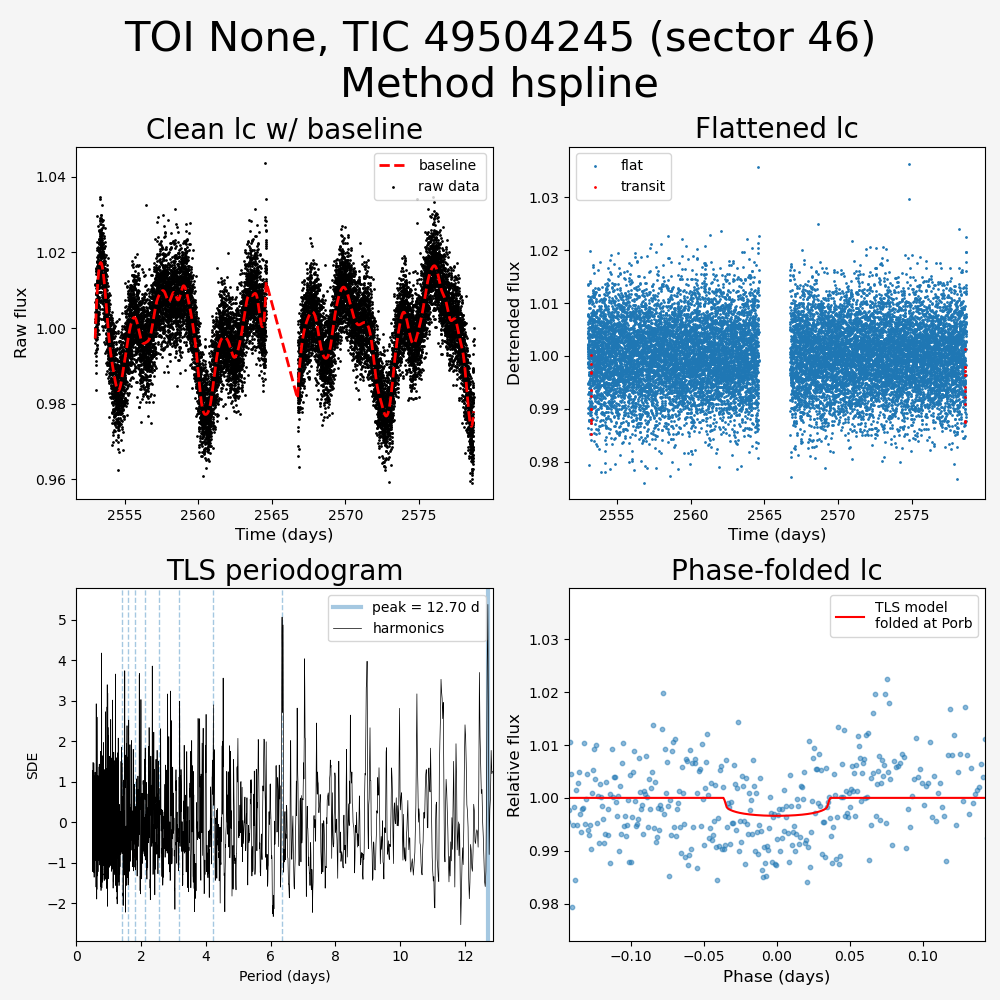 TOI None, TIC 49504245 (sector 46)
Method hspline
Clean lc w/ baseline
baseline
raw data
1.04
1.02
1.00
0.98
0.96
Raw flux
2555
2560
2565
2570
2575
Time (days)
Flattened lc
flat
transit
1.03
1.02
1.01
1.00
0.99
0.98
Detrended flux
2555
2560
2565
2570
2575
Time (days)
TLS periodogram
peak = 12.70 d
harmonics
5
4
3
2
1
0
−1
−2
SDE
0
2
4
6
8
10
12
Period (days)
Phase-folded lc
TLS model
folded at Porb
1.03
1.02
1.01
1.00
0.99
0.98
Relative flux
−0.10
−0.05
0.00
0.05
0.10
Phase (days)